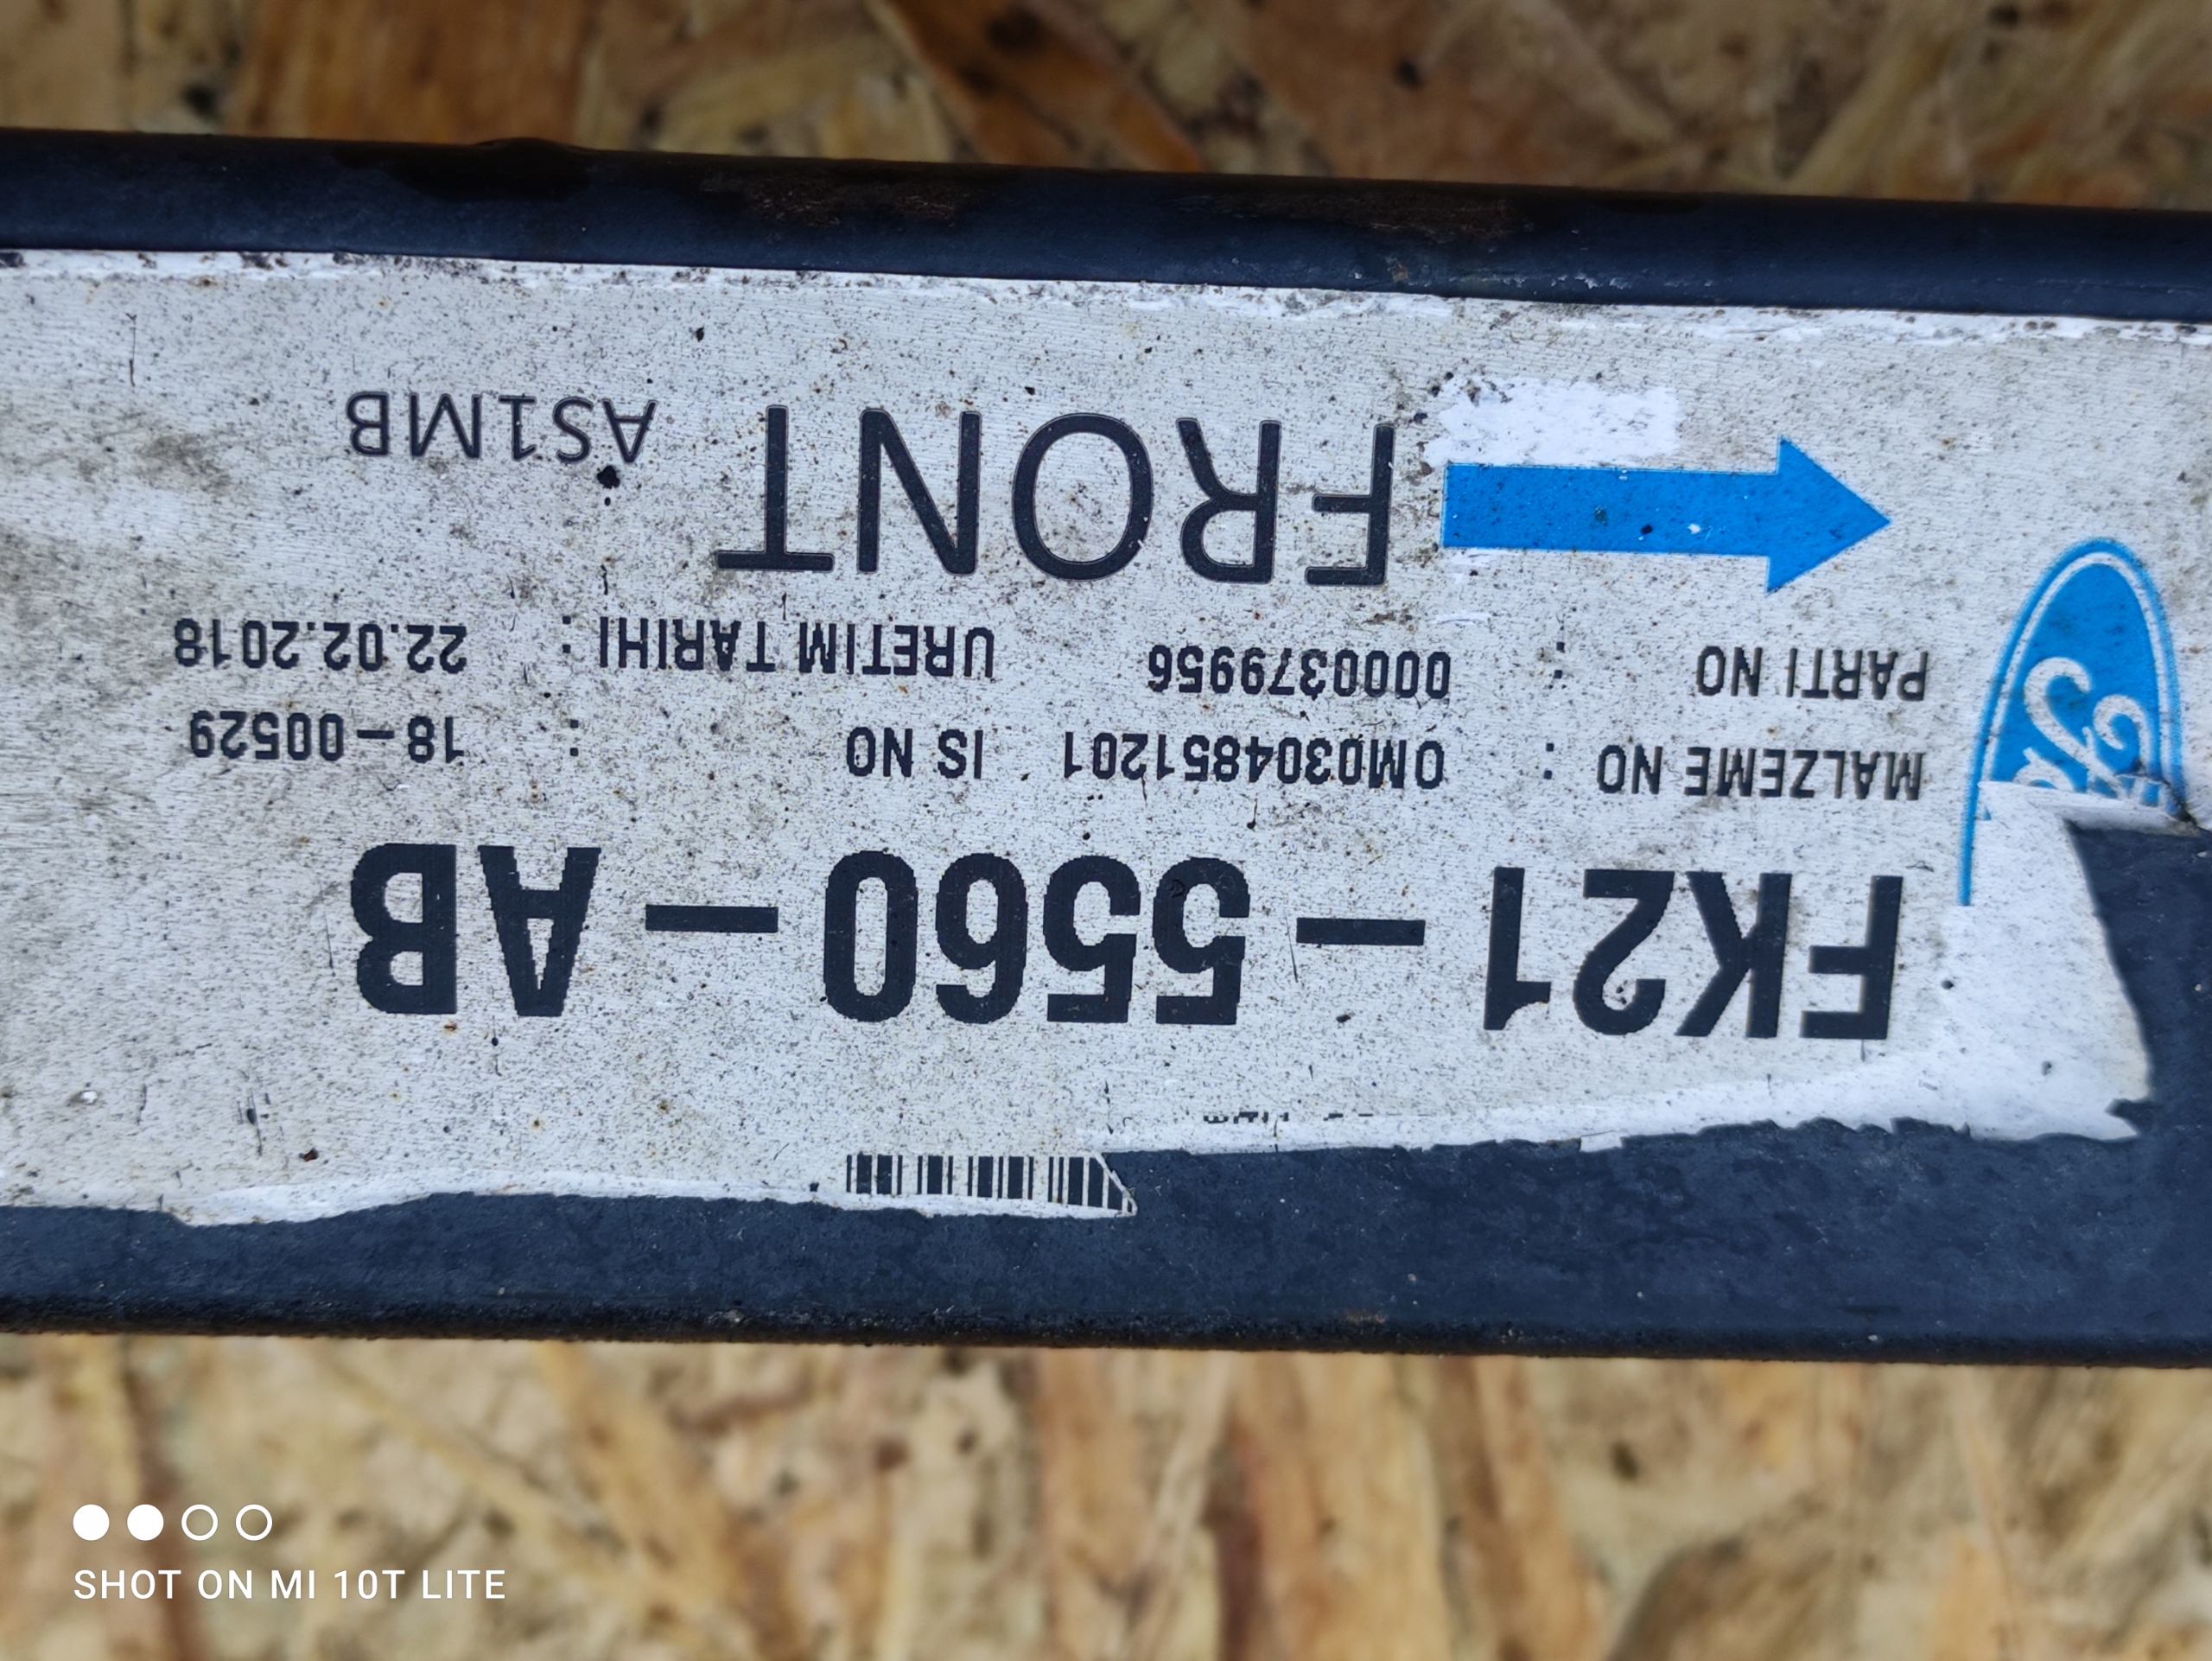 FK21-5560-AB
MALZEME NO : OM0304851201 IS NO : 18-00529
PARTI NO : 0000379956 URETIM TARIHI : 22.02.2018
FRONT AS1MB
SHOT ON MI 10T LITE